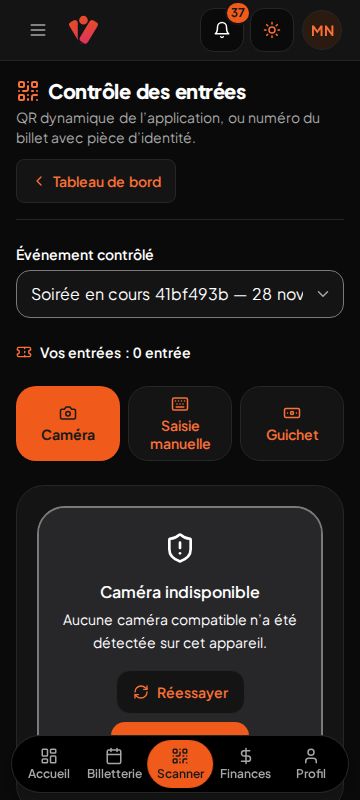 37
MN
Contrôle des entrées
QR dynamique de l'application, ou numéro du
billet avec pièce d'identité.
Tableau de bord
Événement contrôlé
Soirée en cours 41bf493b — 28 nov
Vos entrées : 0 entrée
Caméra
Saisie
manuelle
Guichet
Caméra indisponible
Aucune caméra compatible n'a été
détectée sur cet appareil.
Réessayer
Accueil
Billetterie
Scanner
Finances
Profil